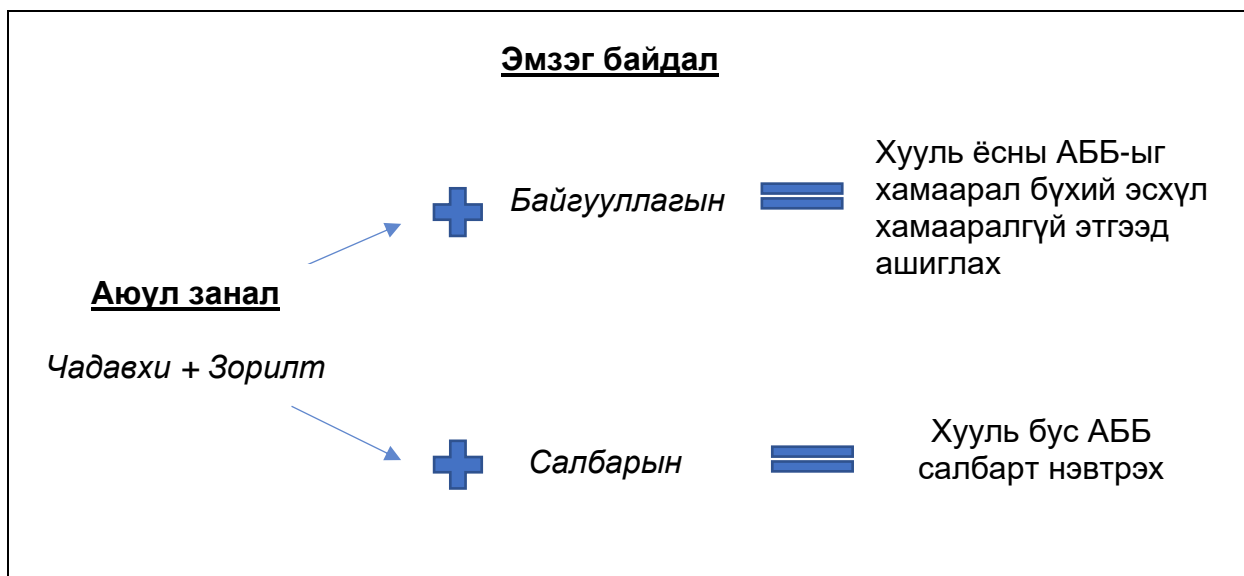 Эмзэг байдал
Байгууллагын
Хууль ёсны АББ-ыг
хамаарал бүхий эсхүл
хамааралгүй этгээд
ашиглах
Аюул занал
Чадавхи + Зорилт
Салбарын
Хууль бус АББ
салбарт нэвтрэх